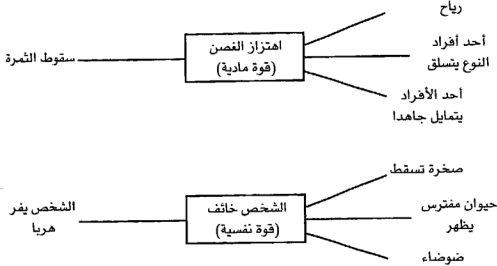 رياح
أحد أفراد
النوع يتسلق
أحد الأفراد
يتمايل جاهدا
اهتزاز الغصن
(قوة مادية)
سقوط الثمرة
صخرة تسقط
حيوان مفترس
يظهر
ضوضاء
الشخص خائف
(قوة نفسية)
الشخص يفر
هربا